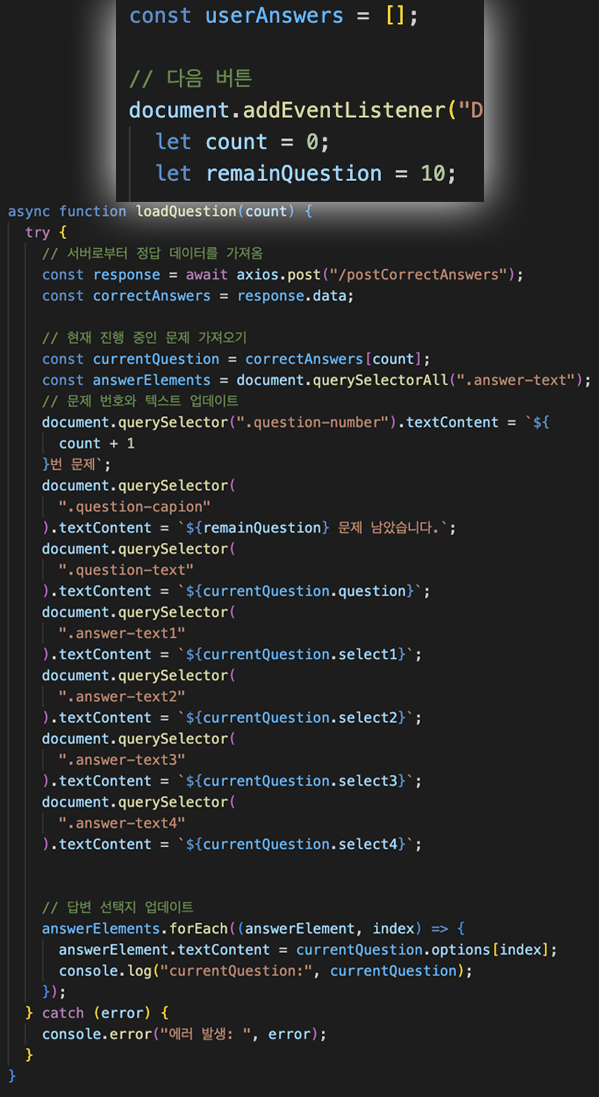 const userAnswers = [];
// 다음 버튼
document.addEventListener("D
let count = 0;
let remainQuestion = 10;
async function loadQuestion(count) {
try {
// 서버로부터 정답 데이터를 가져옴
const response = await axios.post("/postCorrectAnswers");
const correctAnswers = response.data;
// 현재 진행 중인 문제 가져오기
const currentQuestion = correctAnswers[count];
const answerElements = document.querySelectorAll(".answer-text");
// 문제 번호와 텍스트 업데이트
document.querySelector(".question-number").textContent = `${
count + 1
}번 문제`;
document.querySelector(
".question-capion"
).textContent = `${remainQuestion} 문제 남았습니다.`;
document.querySelector(
".question-text"
).textContent = `${currentQuestion.question}`;
document.querySelector(
".answer-text1"
).textContent = `${currentQuestion.select1}`;
document.querySelector(
".answer-text2"
).textContent = `${currentQuestion.select2}`;
document.querySelector(
".answer-text3"
).textContent = `${currentQuestion.select3}`;
document.querySelector(
".answer-text4"
).textContent = `${currentQuestion.select4}`;
// 답변 선택지 업데이트
answerElements.forEach((answerElement, index) => {
answerElement.textContent = currentQuestion.options[index];
console.log("currentQuestion:", currentQuestion);
});
} catch (error) {
console.error("에러 발생: ", error);
}
}